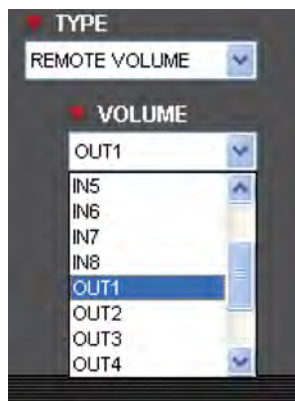 TYPE
REMOTE VOLUME
VOLUME
OUT1
IN5
IN6
IN7
IN8
OUT1
OUT2
OUT3
OUT4